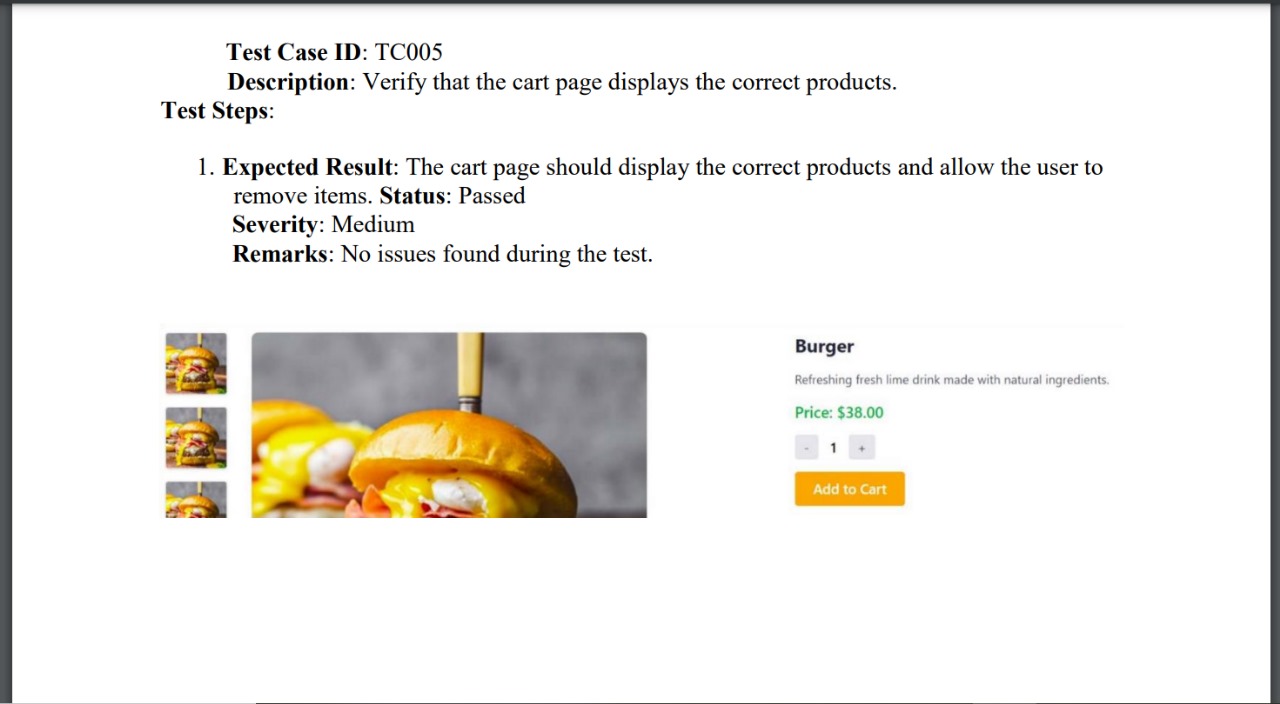 Test Case ID: TC005
Description: Verify that the cart page displays the correct products.
Test Steps:
1. Expected Result: The cart page should display the correct products and allow the user to
remove items. Status: Passed
Severity: Medium
Remarks: No issues found during the test.
Burger
Refreshing fresh lime drink made with natural ingredients.
Price: $38.00
- 1 +
Add to Cart